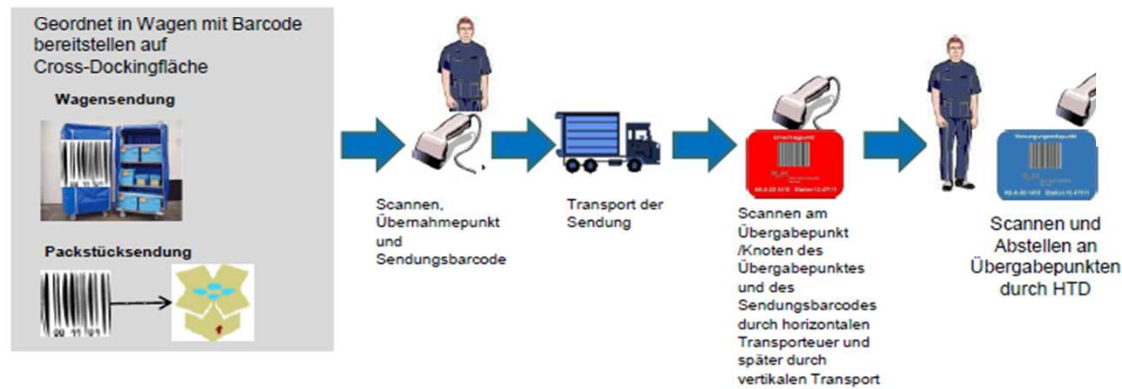 Geordnet in Wagen mit Barcode
bereitstellen auf
Cross-Dockingfläche
Wagensendung
Packstücksendung
Scannen,
Übernahmepunkt
und
Sendungsbarcode
Transport der
Sendung
Umschlagpunkt
Scannen am
Übergabepunkt
/Knoten des
Übergabepunktes
und des
Sendungsbarcodes
durch horizontalen
Transporteuer und
später durch
vertikalen Transport
Versorgungsendpunkt
Scannen und
Abstellen an
Übergabepunkten
durch HTD